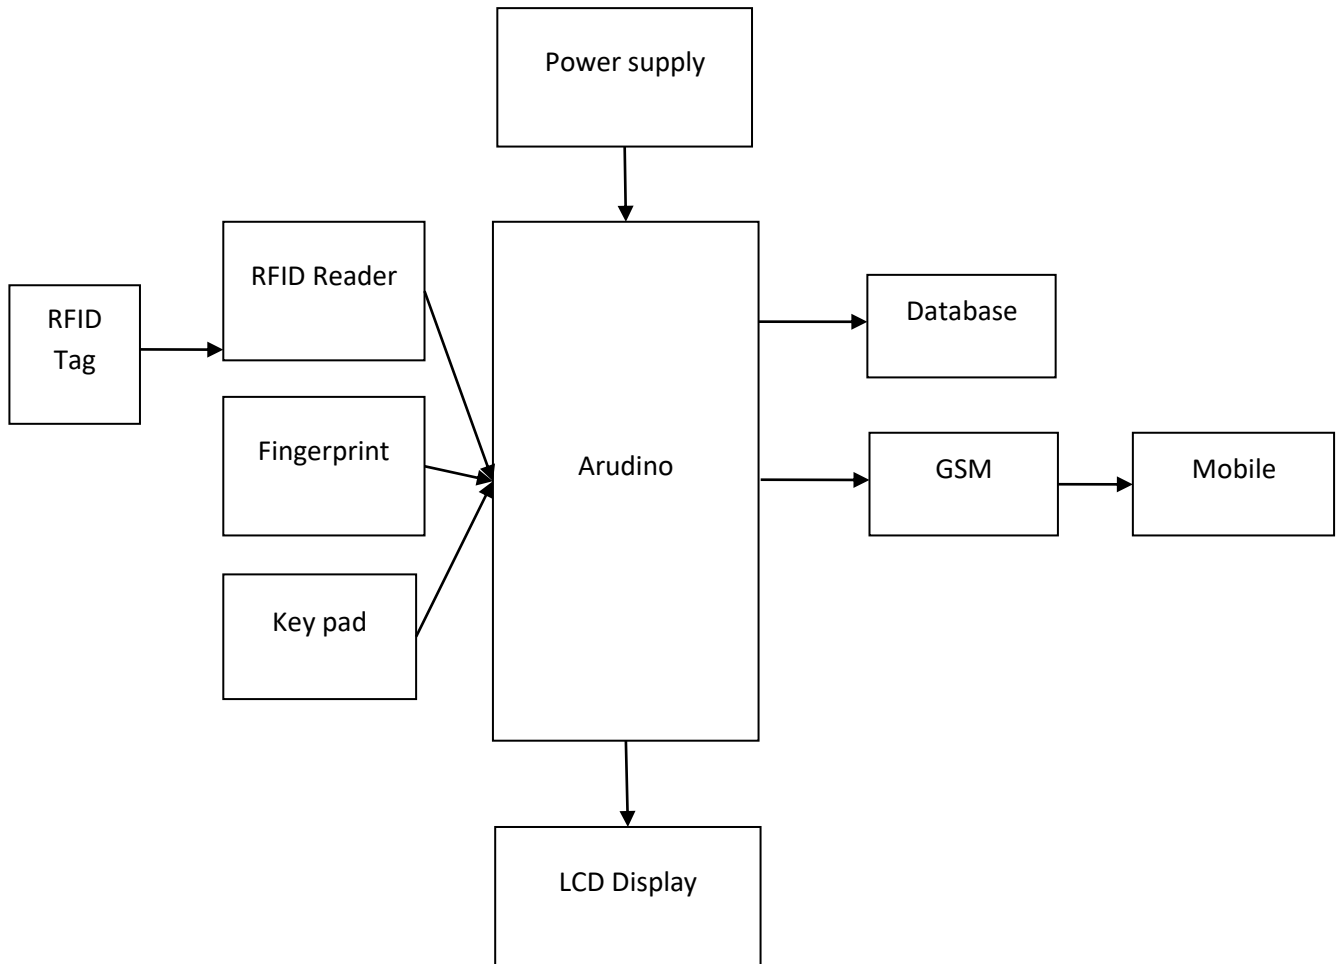 Power supply
RFID Reader
RFID
Tag
Database
Fingerprint
Arudino
GSM
Mobile
Key pad
LCD Display